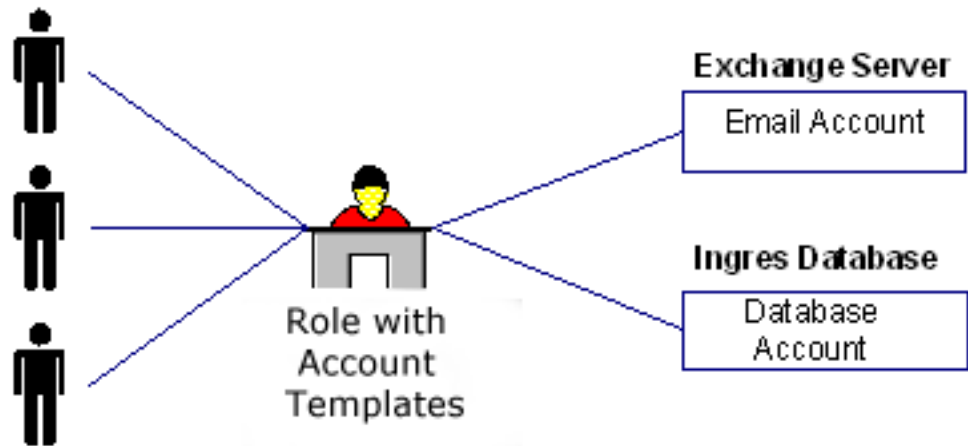 Exchange Server
Email Account
Ingres Database
Database
Account
Role with
Account
Templates